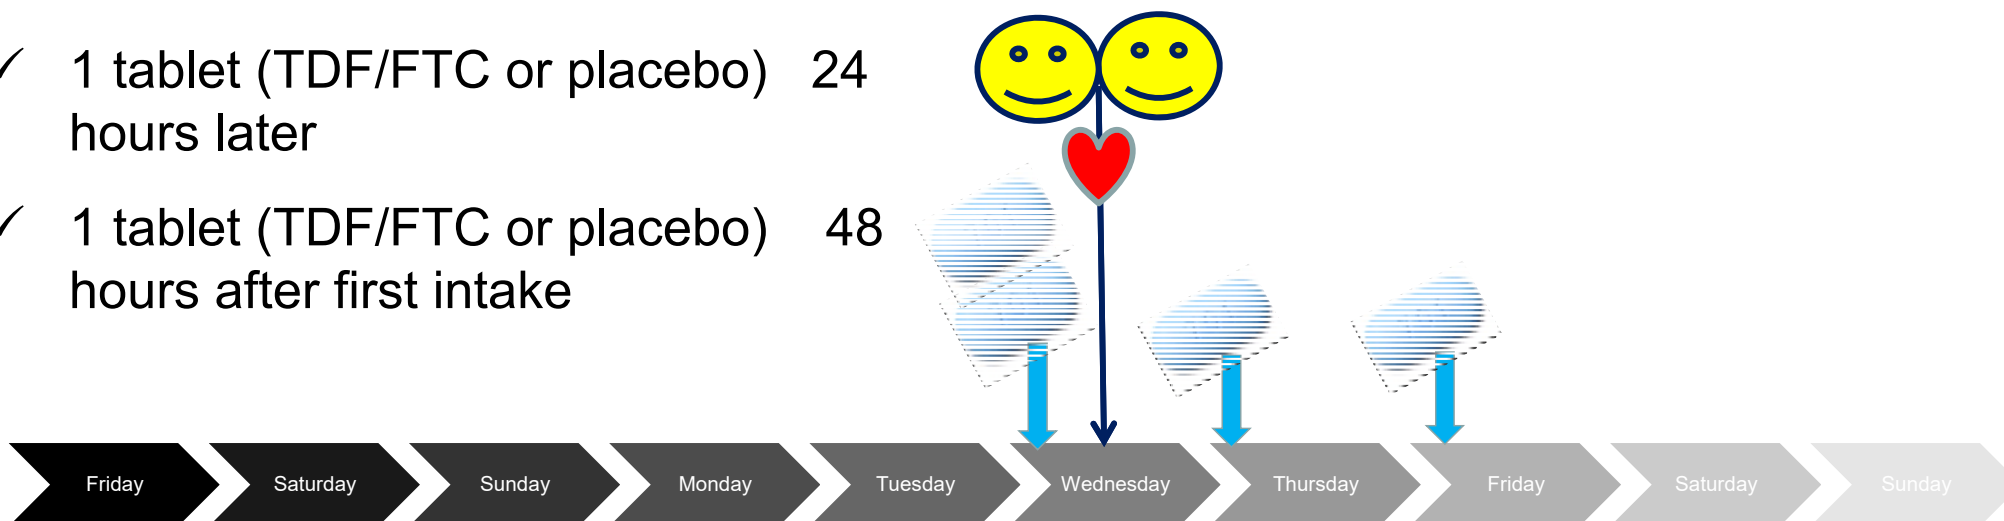 ✓ 1 tablet (TDF/FTC or placebo) 24
hours later
✓ 1 tablet (TDF/FTC or placebo) 48
hours after first intake
Friday Saturday Sunday Monday Tuesday Wednesday Thursday Friday Saturday Sunday